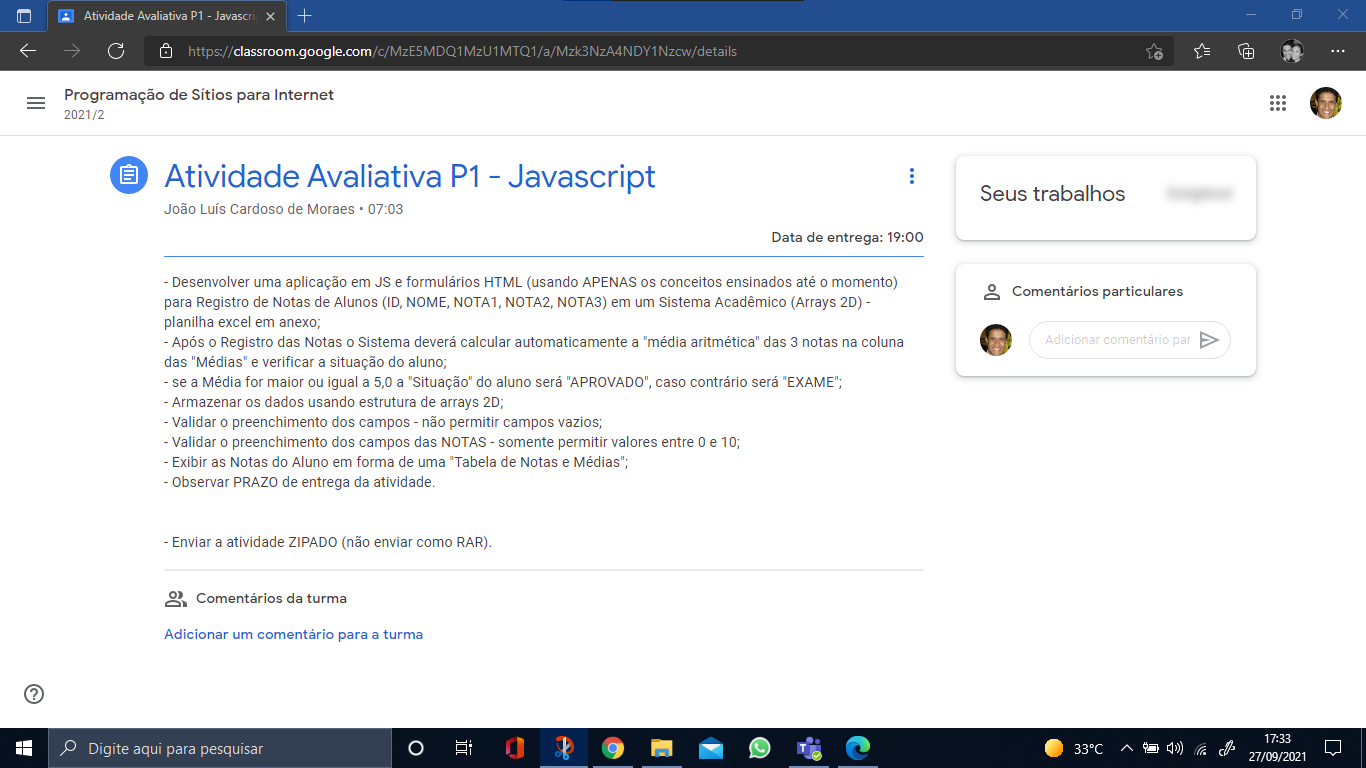 Atividade Avaliativa P1 - Javascri
https://classroom.google.com/c/MzE5MDQ1MzU1MTQ1/a/Mzk3NzA4NDY1Nzcw/details
Programação de Sítios para Internet
2021/2
Atividade Avaliativa P1 - Javascript
João Luís Cardoso de Moraes • 07:03
Data de entrega: 19:00
- Desenvolver uma aplicação em JS e formulários HTML (usando APENAS os conceitos ensinados até o momento)
para Registro de Notas de Alunos (ID, NOME, NOTA1, NOTA2, NOTA3) em um Sistema Acadêmico (Arrays 2D) -
planilha excel em anexo;
- Após o Registro das Notas o Sistema deverá calcular automaticamente a "média aritmética" das 3 notas na coluna
das "Médias" e verificar a situação do aluno;
- se a Média for maior ou igual a 5,0 a "Situação" do aluno será "APROVADO", caso contrário será "EXAME";
- Armazenar os dados usando estrutura de arrays 2D;
- Validar o preenchimento dos campos - não permitir campos vazios;
- Validar o preenchimento dos campos das NOTAS - somente permitir valores entre 0 e 10;
- Exibir as Notas do Aluno em forma de uma "Tabela de Notas e Médias";
- Observar PRAZO de entrega da atividade.
- Enviar a atividade ZIPADO (não enviar como RAR).
Comentários da turma
Adicionar um comentário para a turma
Seus trabalhos
Comentários particulares
Adicionar comentário par
Digite aqui para pesquisar
33°C
17:33
27/09/2021